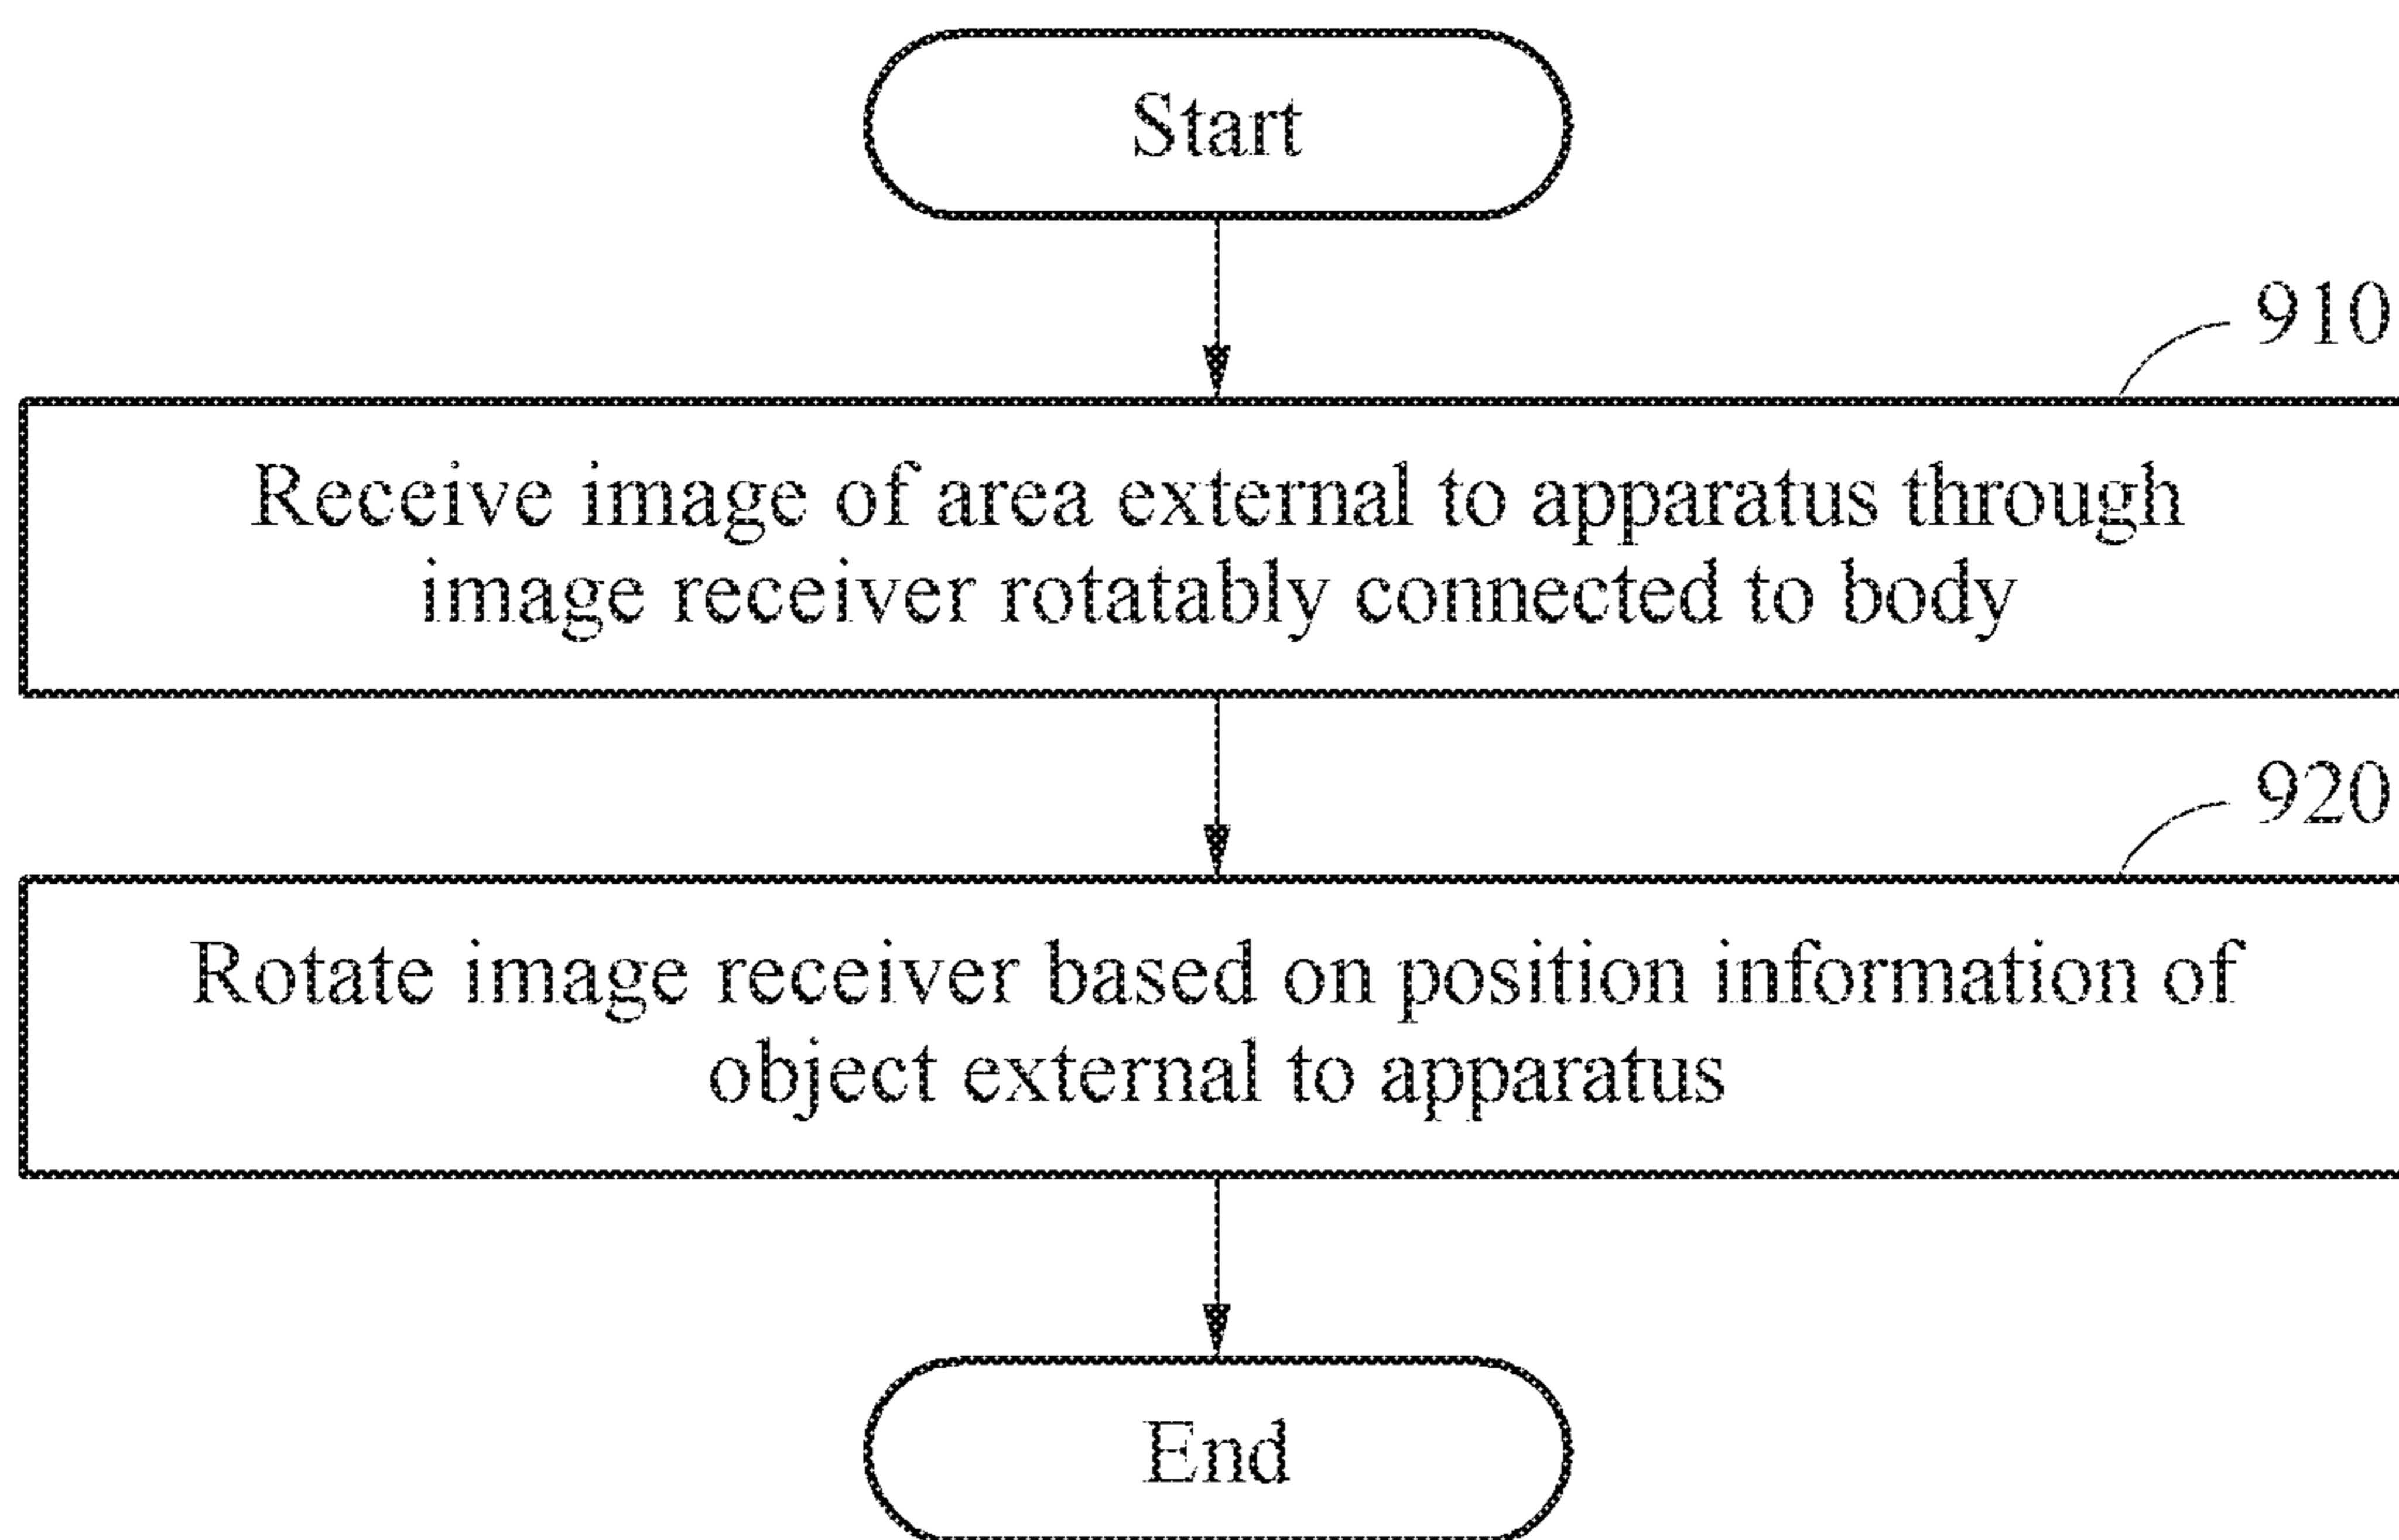 Start
910
Receive image of area external to apparatus through
image receiver rotatably connected to body
920
Rotate image receiver based on position information of
object external to apparatus
End